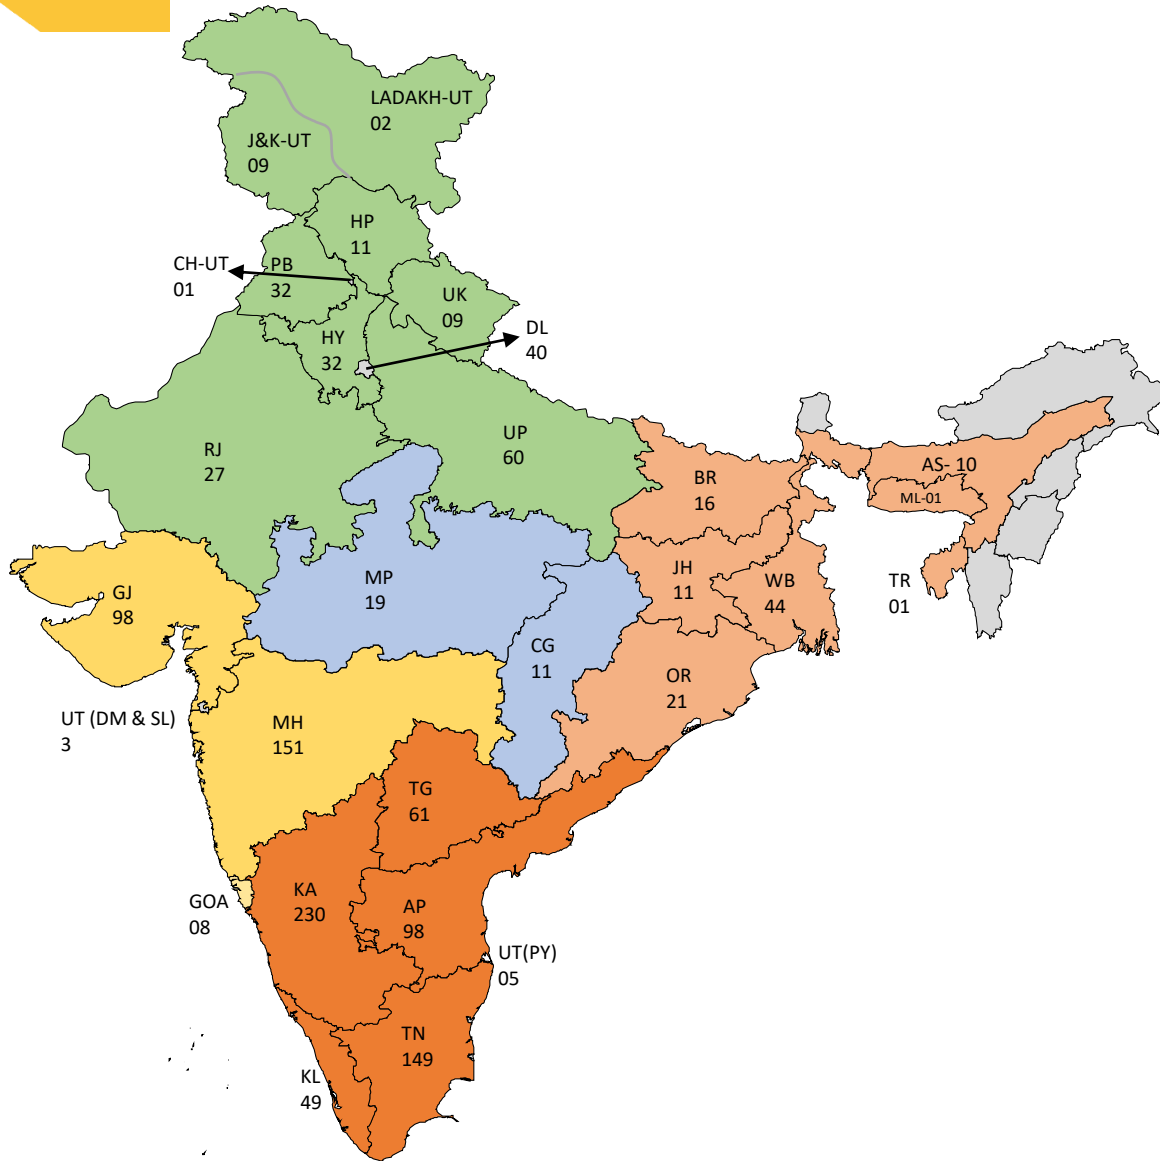 LADAKH-UT
02
J&K-UT
09
HP
11
CH-UT
01
PB
32
UK
09
HY
32
DL
40
RJ
27
UP
60
BR
16
AS- 10
ML-01
TR
01
GJ
98
MP
19
JH
11
WB
44
CG
11
OR
21
UT (DM & SL)
3
MH
151
TG
61
GOA
08
KA
230
AP
98
UT(PY)
05
TN
149
KL
49